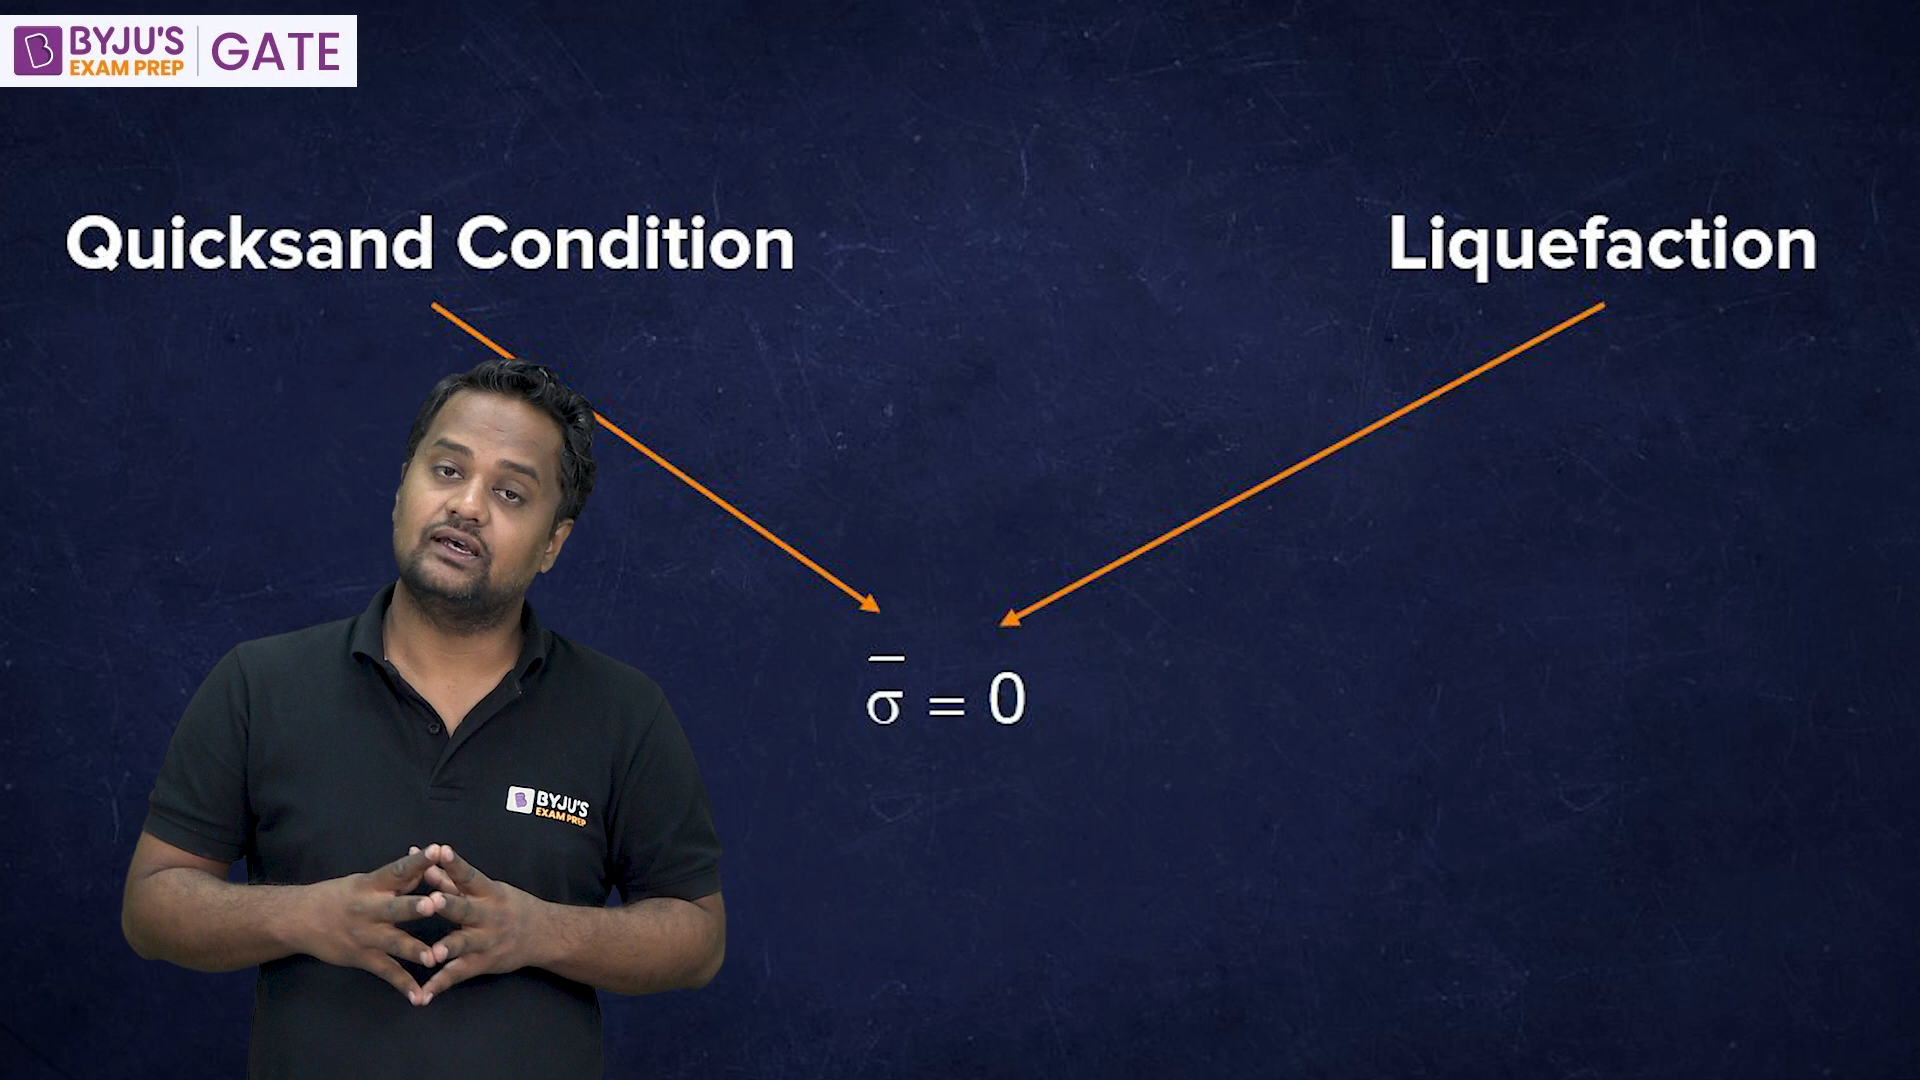 BYJU'S
EXAM PREP
GATE
Quicksand Condition
Liquefaction
σ̅ = 0
BYJU'S
EXAM PREP